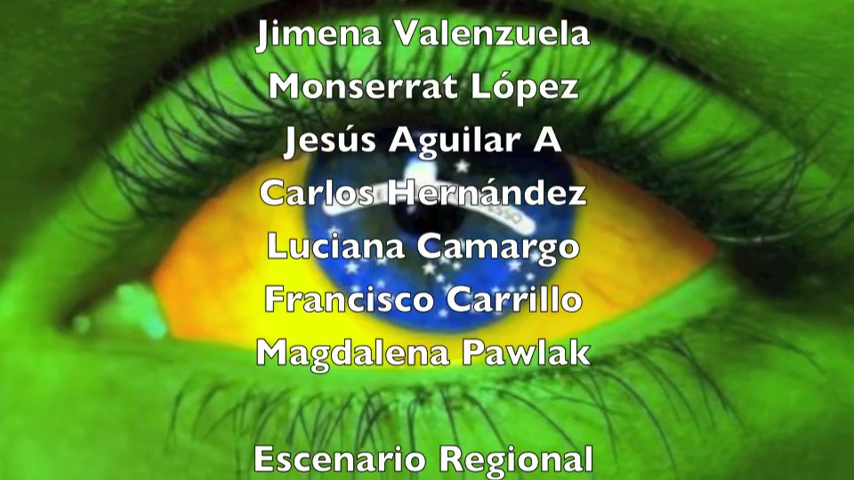 Jimena Valenzuela
Monserrat López
Jesús Aguilar A
Carlos Hernández
Luciana Camargo
Francisco Carrillo
Magdalena Pawlak
Escenario Regional